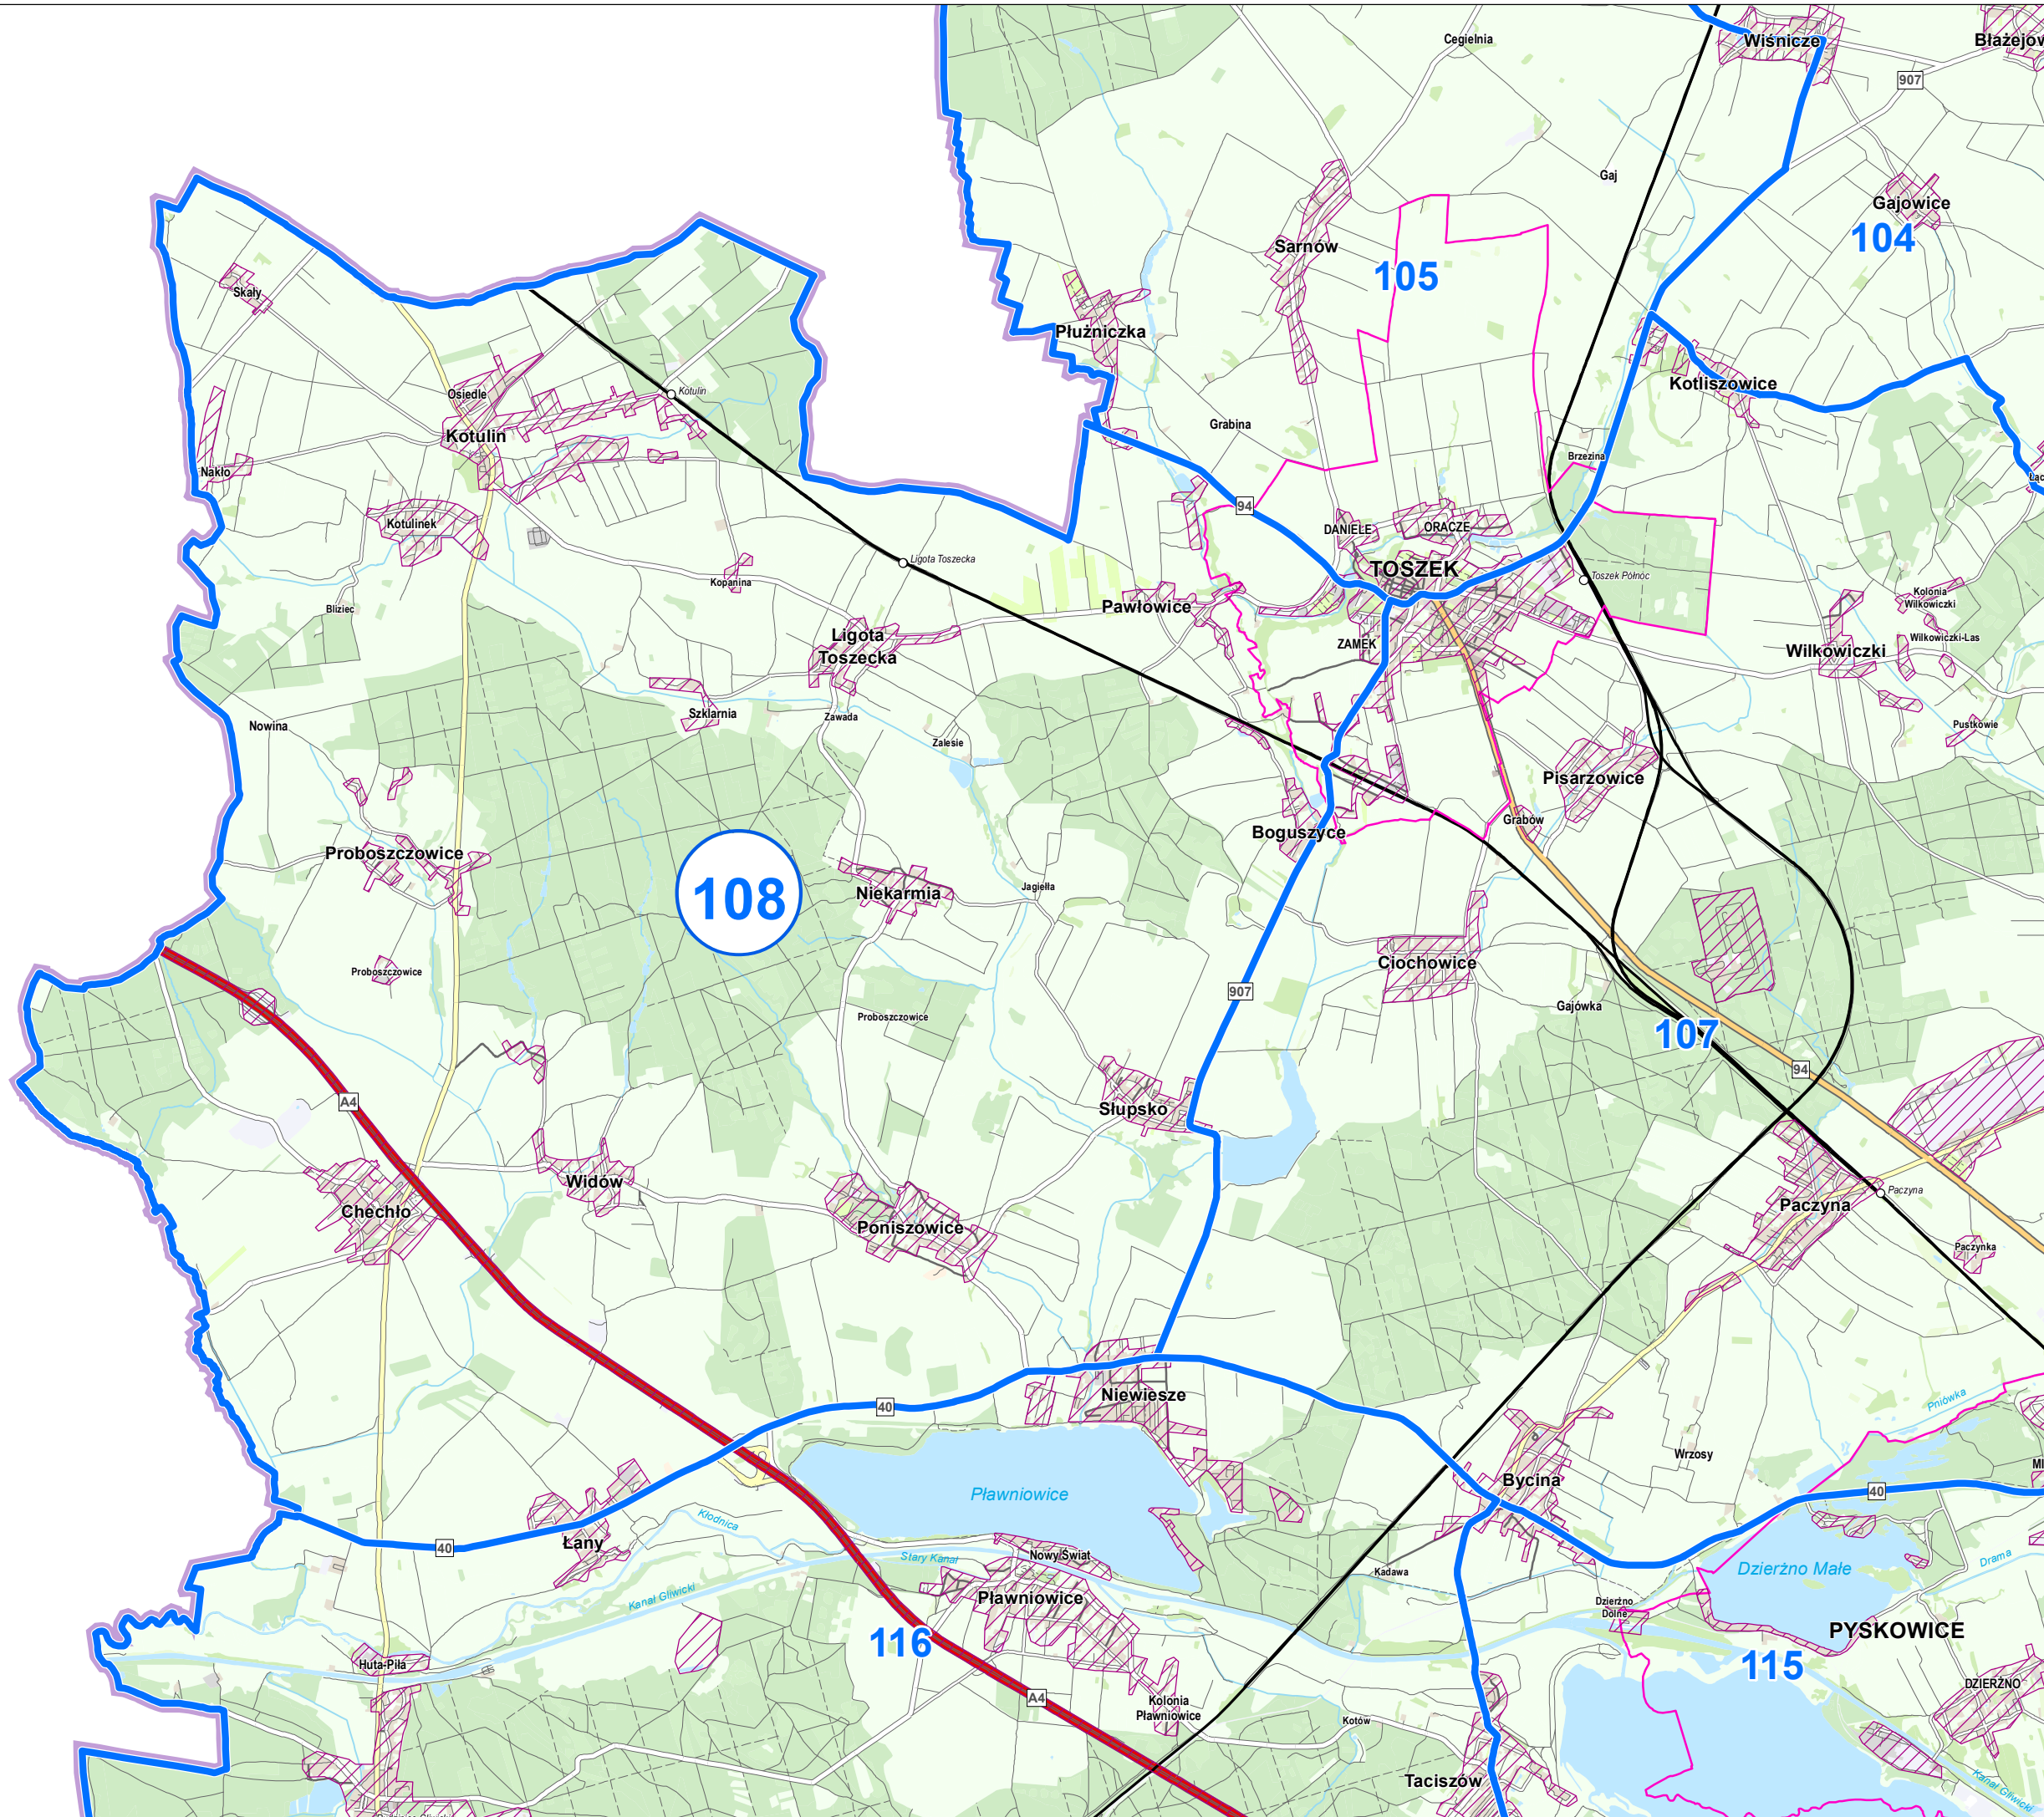 Cegielnia
Wiśnicze
Błażejow
907
Gaj
Gajowice
104
Sarnów
105
Skały
Płużniczka
Kotliszowice
Osiedle
Kotulin
Kotulin
Grabina
Brzezina
Nakło
94
Kotulinek
DANIELE
ORACZE
TOSZEK
Ligota Toszecka
Toszek Północ
Kopanina
Bliziec
Pawłowice
Kolonia
Wilkowiczki
Wilkowiczki-Las
Ligota
Toszecka
ZAMEK
Wilkowiczki
Szklarnia
Zawada
Nowina
Zalesie
Pustkowie
Pisarzowice
Grabów
Boguszyce
Proboszczowice
108
Niekarmia
Jagiełła
Ciochowice
Proboszczowice
907
Gajówka
Proboszczowice
107
94
A4
Słupsko
Widów
Chechło
Poniszowice
Paczyna
Paczyna
Paczynka
Niewiesze
40
Pniówka
Wrzosy
Bycina
MI
Pławniowice
40
Kłodnica
40
Łany
Stary Kanał
Nowy Świat
Kadawa
Dzierżno Małe
Drama
Kanał Gliwicki
Pławniowice
Dzierżno
Dolne
PYSKOWICE
116
115
Huta-Piła
DZIERŻNO
A4
Kolonia
Pławniowice
Kotów
Taciszów
Kanał Gliwicki